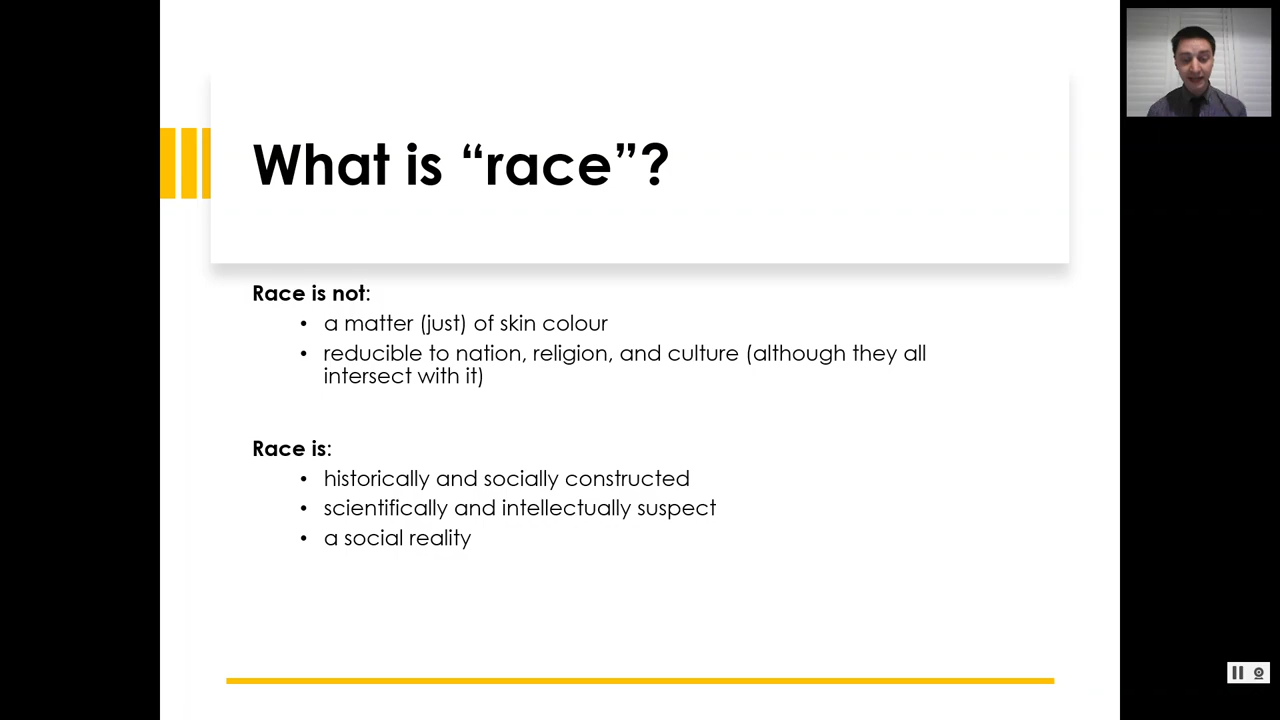 What is “race”?
Race is not:
• a matter (just) of skin colour
• reducible to nation, religion, and culture (although they all
intersect with it)
Race is:
• historically and socially constructed
• scientifically and intellectually suspect
• a social reality